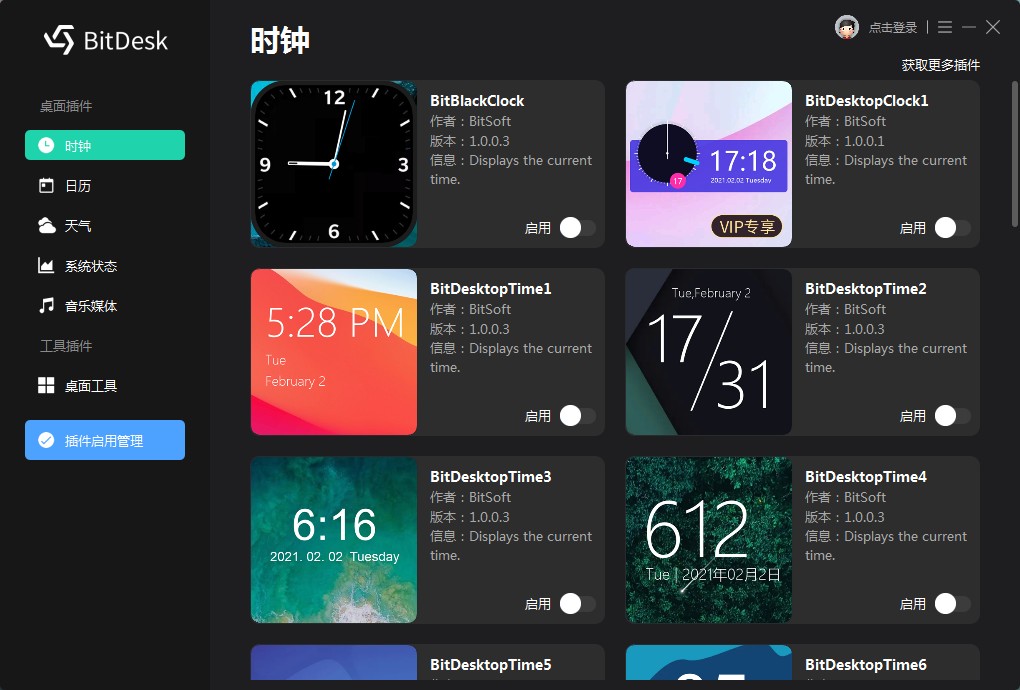 BitDesk
点击登录
时钟
获取更多插件
桌面插件
时钟
日历
天气
系统状态
音乐媒体
工具插件
桌面工具
插件启用管理
12
9
3
6
BitBlackClock
作者：BitSoft
版本：1.0.0.3
信息：Displays the current
time.
启用
17:18
2021.02.02 Tuesday
17
VIP专享
BitDesktopClock1
作者：BitSoft
版本：1.0.0.1
信息：Displays the current
time.
启用
5:28 PM
Tue
February 2
BitDesktopTime1
作者：BitSoft
版本：1.0.0.3
信息：Displays the current
time.
启用
Tue,February 2
17/31
BitDesktopTime2
作者：BitSoft
版本：1.0.0.3
信息：Displays the current
time.
启用
6:16
2021. 02. 02 Tuesday
BitDesktopTime3
作者：BitSoft
版本：1.0.0.3
信息：Displays the current
time.
启用
612
Tue | 2021年02月2日
BitDesktopTime4
作者：BitSoft
版本：1.0.0.3
信息：Displays the current
time.
启用
BitDesktopTime5
BitDesktopTime6